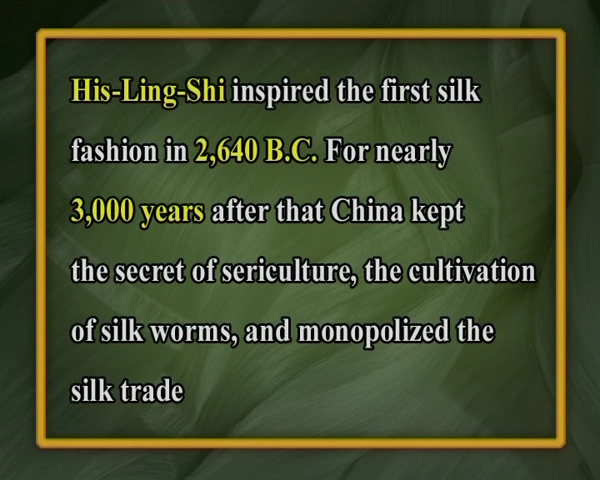 His-Ling-Shi inspired the first silk
fashion in 2,640 B.C. For nearly
3,000 years after that China kept
the secret of sericulture, the cultivation
of silk worms, and monopolized the
silk trade